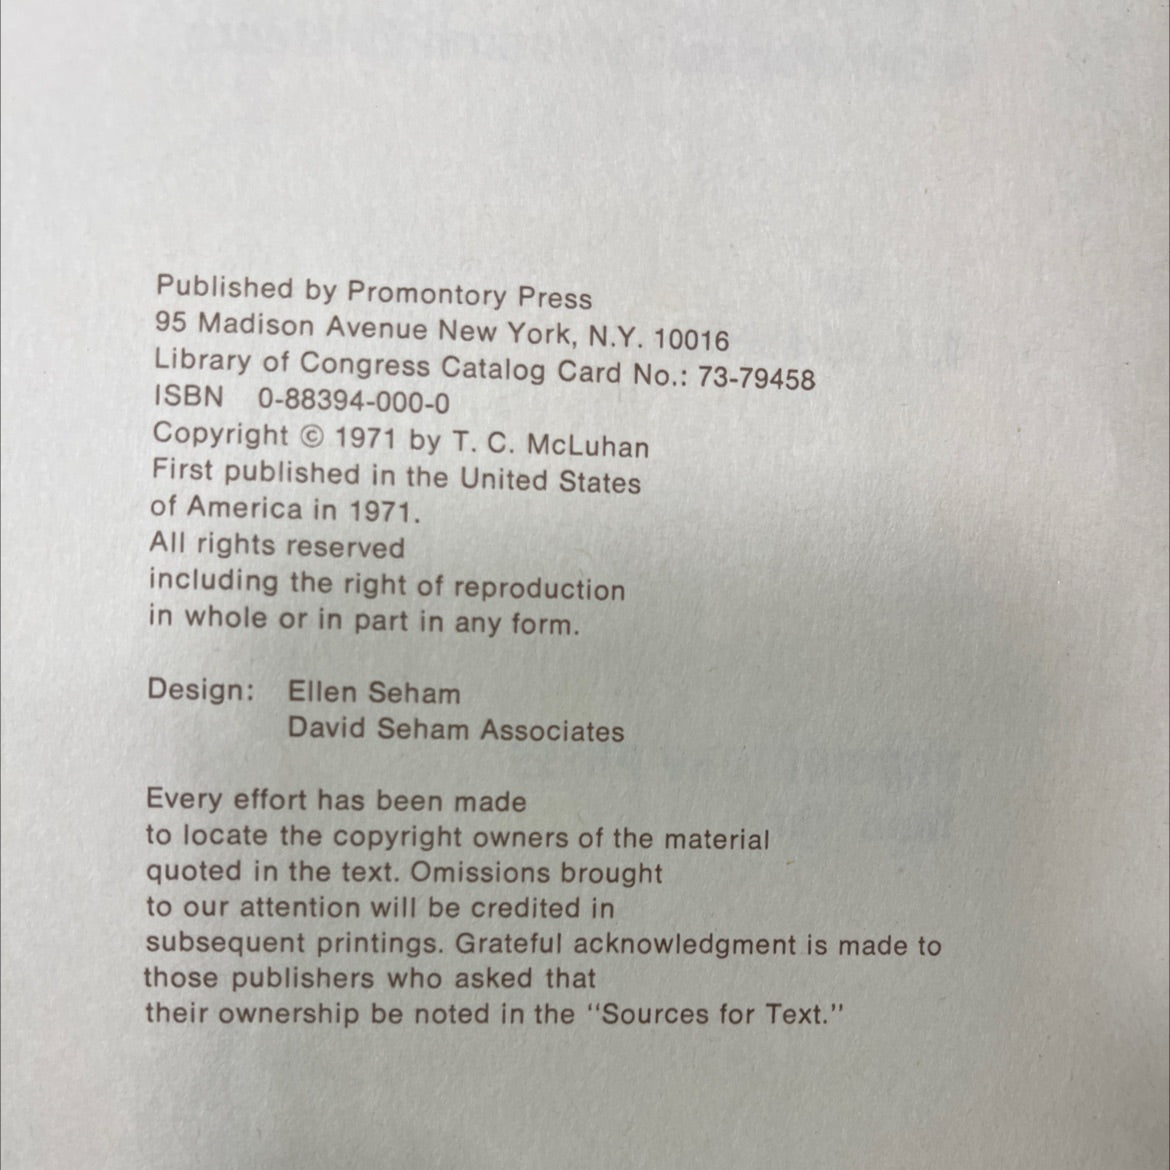 Published by Promontory Press
95 Madison Avenue New York, N.Y. 10016
Library of Congress Catalog Card No.: 73-79458
ISBN 0-88394-000-0
Copyright © 1971 by T. C. McLuhan
First published in the United States
of America in 1971.
All rights reserved
including the right of reproduction
in whole or in part in any form.
Design: Ellen Seham
David Seham Associates
Every effort has been made
to locate the copyright owners of the material
quoted in the text. Omissions brought
to our attention will be credited in
subsequent printings. Grateful acknowledgment is made to
those publishers who asked that
their ownership be noted in the “Sources for Text.”